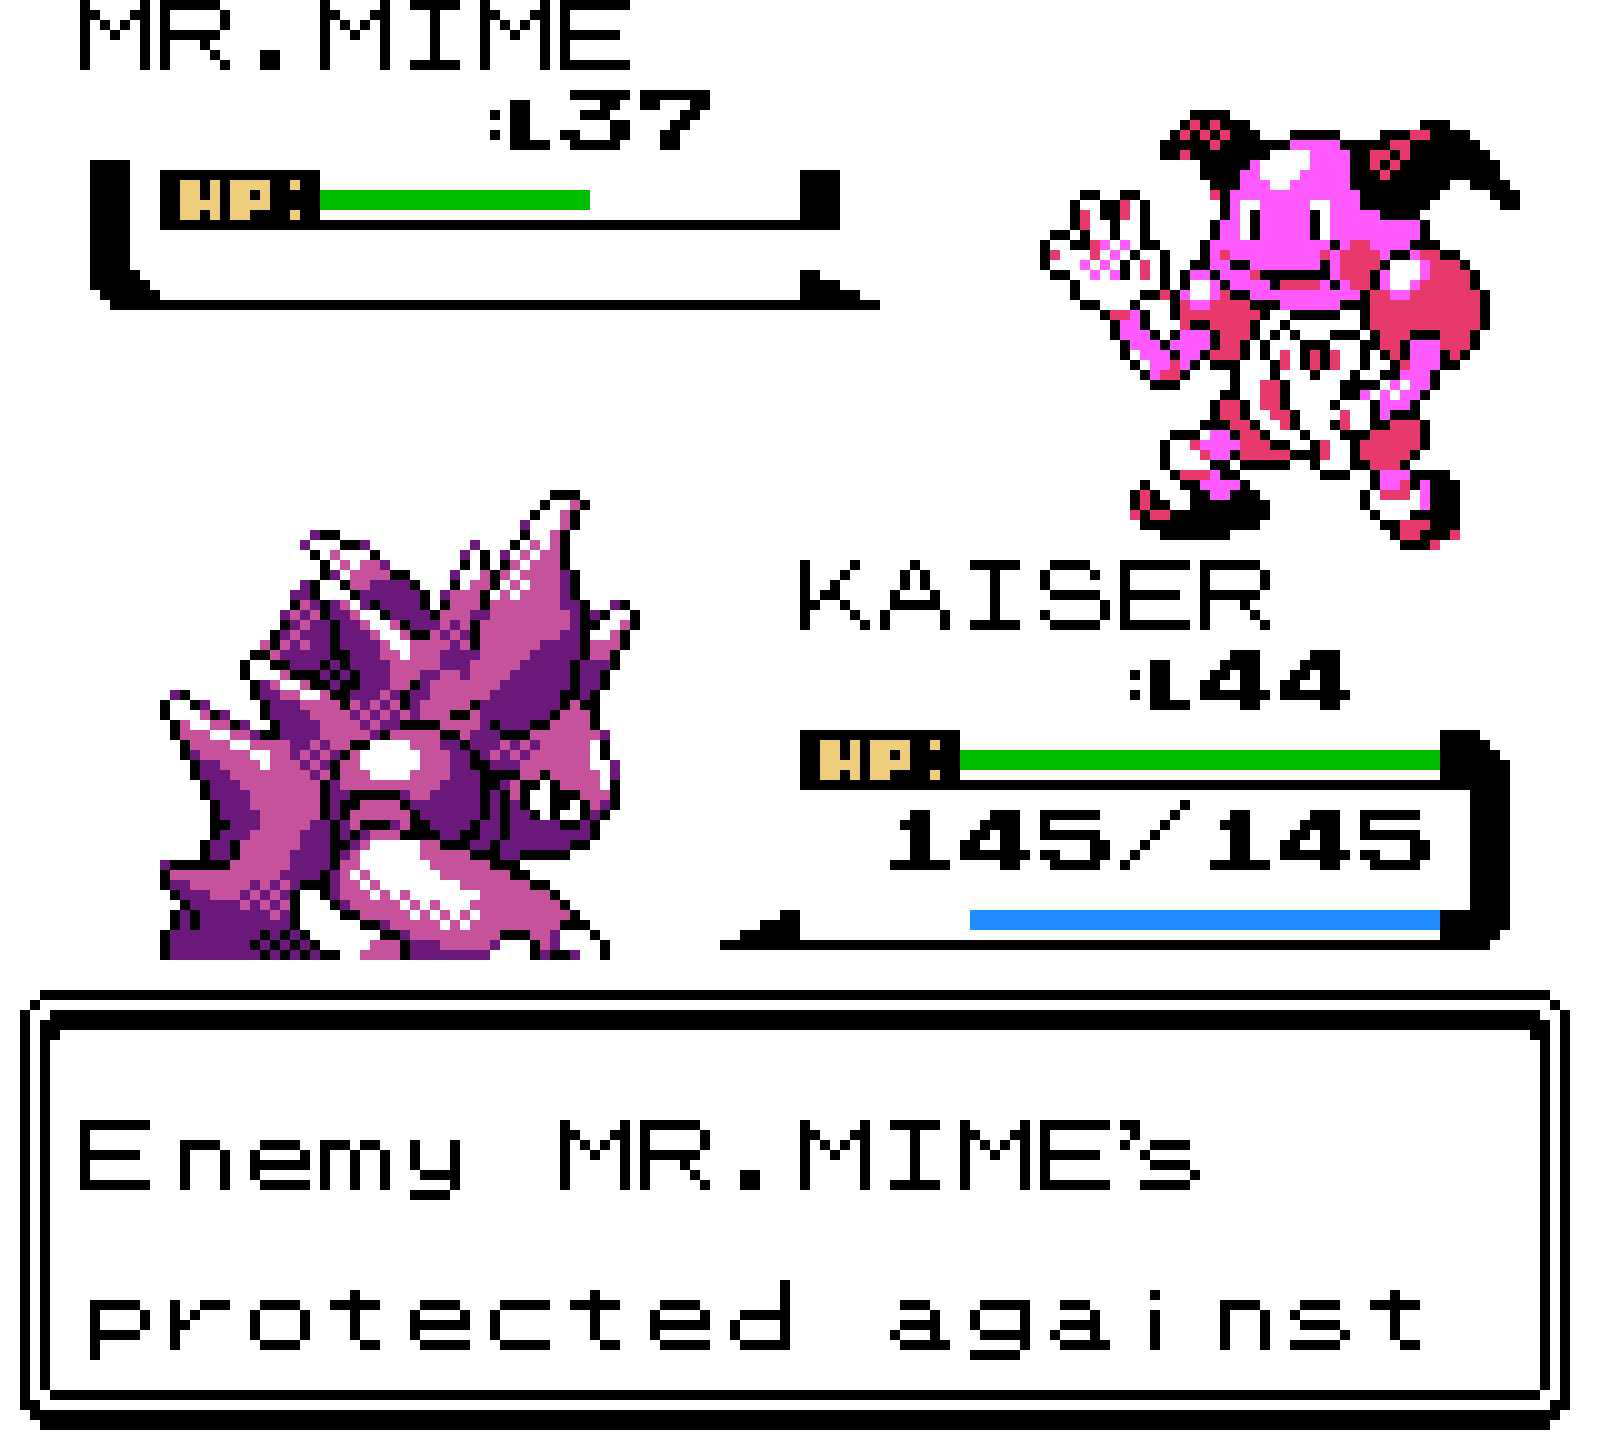 MR.MIME
:L37
HP:
KAISER
:L44
HP:
145/145
Enemy MR.MIME's
protected against